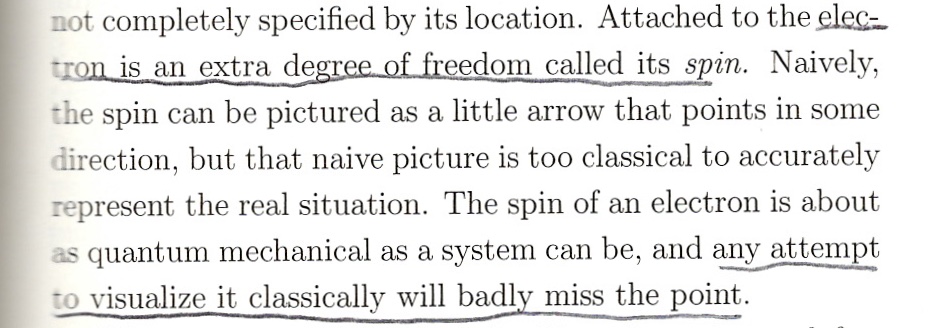 not completely specified by its location. Attached to the elec-
tron is an extra degree of freedom called its spin. Naively,
the spin can be pictured as a little arrow that points in some
direction, but that naive picture is too classical to accurately
represent the real situation. The spin of an electron is about
as quantum mechanical as a system can be, and any attempt
to visualize it classically will badly miss the point.